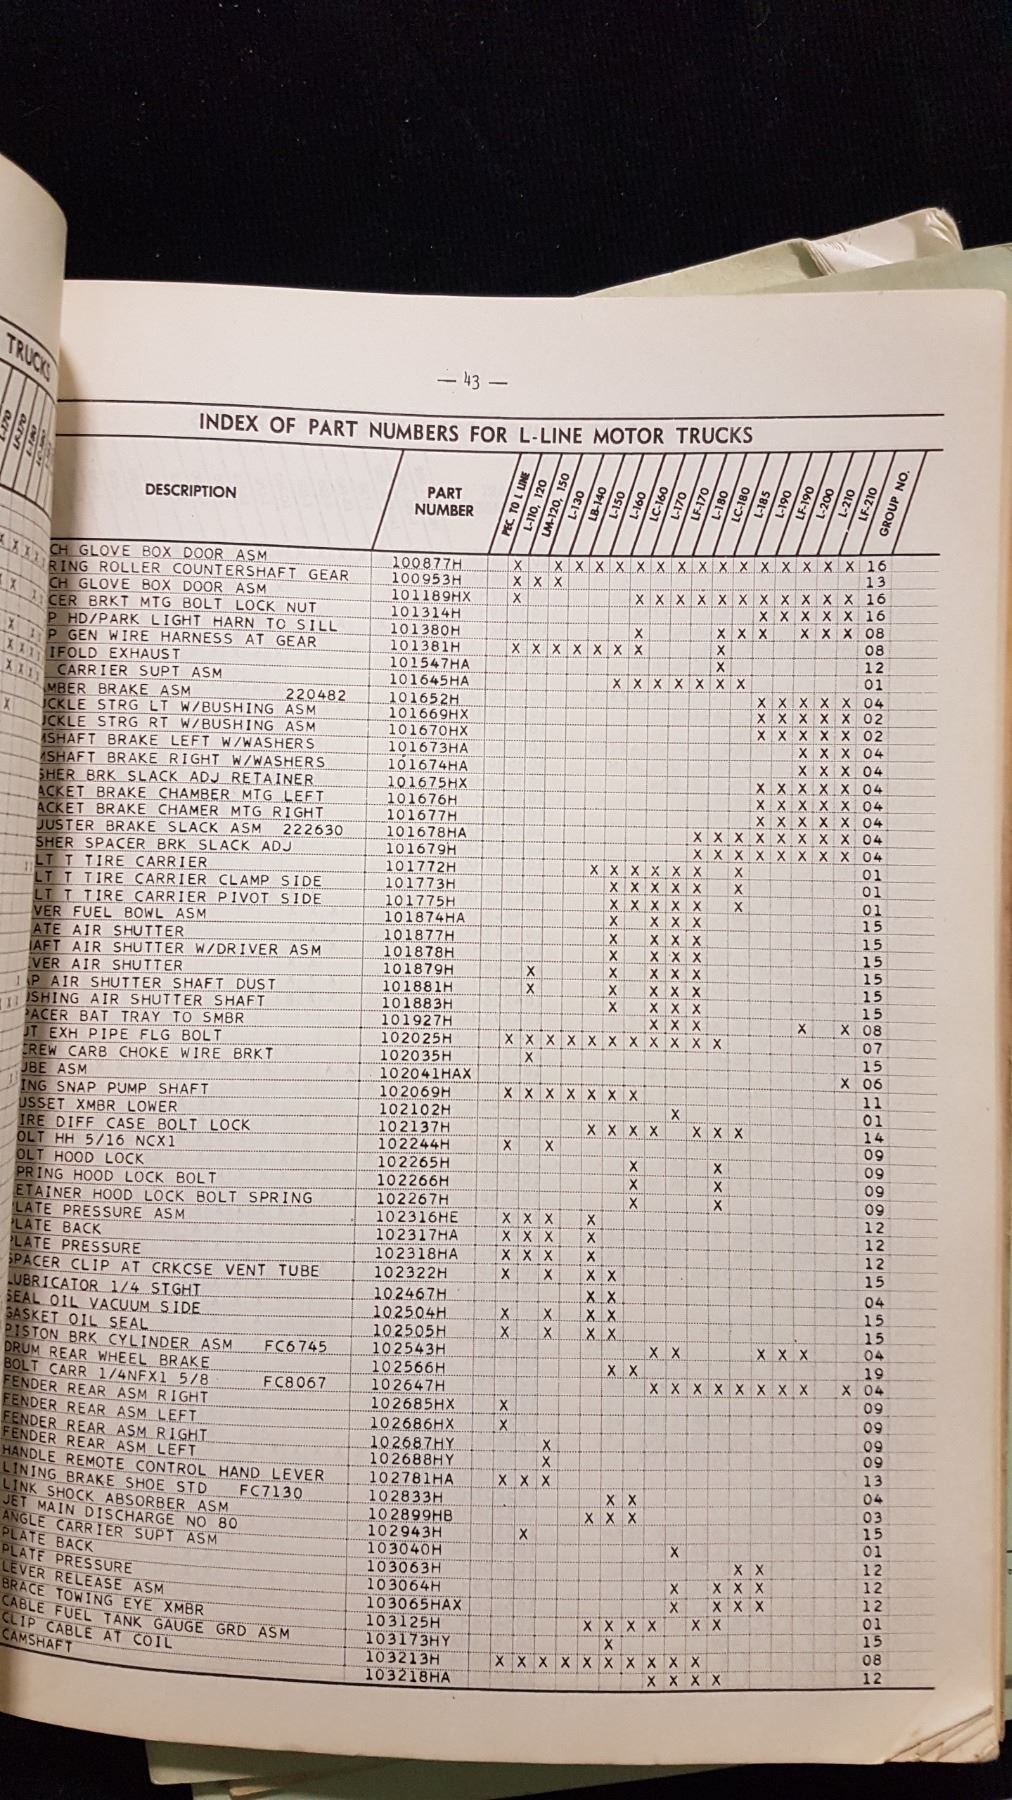 TRUCKS
— 43 —
INDEX OF PART NUMBERS FOR L-LINE MOTOR TRUCKS
DESCRIPTION PART NUMBER PEC. TO L LINE L-110, 120 LM-120, 150 L-130 LB-140 L-150 L-160 LC-160 L-170 LF-170 L-180 LC-180 L-185 L-190 LF-190 L-200 L-210 LF-210 GROUP NO.
CH GLOVE BOX DOOR ASM 100877H X X X X X X X X X X X X X X X X 16
RING ROLLER COUNTERSHAFT GEAR 100953H X X X 13
CH GLOVE BOX DOOR ASM 101189HX X X X X X X X X X X X X 16
CER BRKT MTG BOLT LOCK NUT 101314H X X X X X 16
P HD/PARK LIGHT HARN TO SILL 101380H X X X X X X X 08
P GEN WIRE HARNESS AT GEAR 101381H X X X X X X X X 08
IFOLD EXHAUST 101547HA X 12
CARRIER SUPT ASM 101645HA X X X X X X X 01
MBER BRAKE ASM 220482 101652H X X X X X 04
UCKLE STRG LT W/BUSHING ASM 101669HX X X X X X 02
UCKLE STRG RT W/BUSHING ASM 101670HX X X X X X 02
MSHAFT BRAKE LEFT W/WASHERS 101673HA X X X 04
MSHAFT BRAKE RIGHT W/WASHERS 101674HA X X X 04
SHER BRK SLACK ADJ RETAINER 101675HX X X X X X 04
ACKET BRAKE CHAMBER MTG LEFT 101676H X X X X X 04
ACKET BRAKE CHAMER MTG RIGHT 101677H X X X X X 04
JUSTER BRAKE SLACK ASM 222630 101678HA X X X X X X X X 04
SHER SPACER BRK SLACK ADJ 101679H X X X X X X X X 04
LT T TIRE CARRIER 101772H X X X X X X X 01
LT T TIRE CARRIER CLAMP SIDE 101773H X X X X X X 01
LT T TIRE CARRIER PIVOT SIDE 101775H X X X X X X 01
VER FUEL BOWL ASM 101874HA X X X X 15
ATE AIR SHUTTER 101877H X X X X 15
AFT AIR SHUTTER W/DRIVER ASM 101878H X X X X 15
VER AIR SHUTTER 101879H X X X X X 15
AP AIR SHUTTER SHAFT DUST 101881H X X X X X 15
USHING AIR SHUTTER SHAFT 101883H X X X X 15
PACER BAT TRAY TO SMBR 101927H X X X X X 08
UT EXH PIPE FLG BOLT 102025H X X X X X X X X X X X 07
CREW CARB CHOKE WIRE BRKT 102035H X 15
UBE ASM 102041HAX X 06
ING SNAP PUMP SHAFT 102069H X X X X X X X 11
USSET XMBR LOWER 102102H X 01
IRE DIFF CASE BOLT LOCK 102137H X X X X X X X 14
OLT HH 5/16 NCX1 102244H X X 09
OLT HOOD LOCK 102265H X X 09
PRING HOOD LOCK BOLT 102266H X X 09
ETAINER HOOD LOCK BOLT SPRING 102267H X X 09
LATE PRESSURE ASM 102316HE X X X X 12
PLATE BACK 102317HA X X X X 12
PLATE PRESSURE 102318HA X X X X 12
SPACER CLIP AT CRKCSE VENT TUBE 102322H X X X X 15
LUBRICATOR 1/4 STGHT 102467H X X 04
SEAL OIL VACUUM SIDE 102504H X X X X 15
GASKET OIL SEAL 102505H X X X X 15
PISTON BRK CYLINDER ASM FC6745 102543H X X X X X 04
DRUM REAR WHEEL BRAKE 102566H X X 19
BOLT CARR 1/4NFX1 5/8 FC8067 102647H X X X X X X X X X 04
FENDER REAR ASM RIGHT 102685HX X 09
FENDER REAR ASM LEFT 102686HX X 09
FENDER REAR ASM RIGHT 102687HY X 09
FENDER REAR ASM LEFT 102688HY X 09
HANDLE REMOTE CONTROL HAND LEVER 102781HA X X X 13
LINING BRAKE SHOE STD FC7130 102833H X X 04
LINK SHOCK ABSORBER ASM 102899HB X X X 03
JET MAIN DISCHARGE NO 80 102943H X 15
ANGLE CARRIER SUPT ASM 103040H X 01
PLATE BACK 103063H X X 12
PLATE PRESSURE 103064H X X X X 12
LEVER RELEASE ASM 103065HAX X X X X 12
BRACE TOWING EYE XMBR 103125H X X X X X X 01
CABLE FUEL TANK GAUGE GRD ASM 103173HY X 15
CLIP CABLE AT COIL 103213H X X X X X X X X X X 08
CAMSHAFT 103218HA X X X X 12